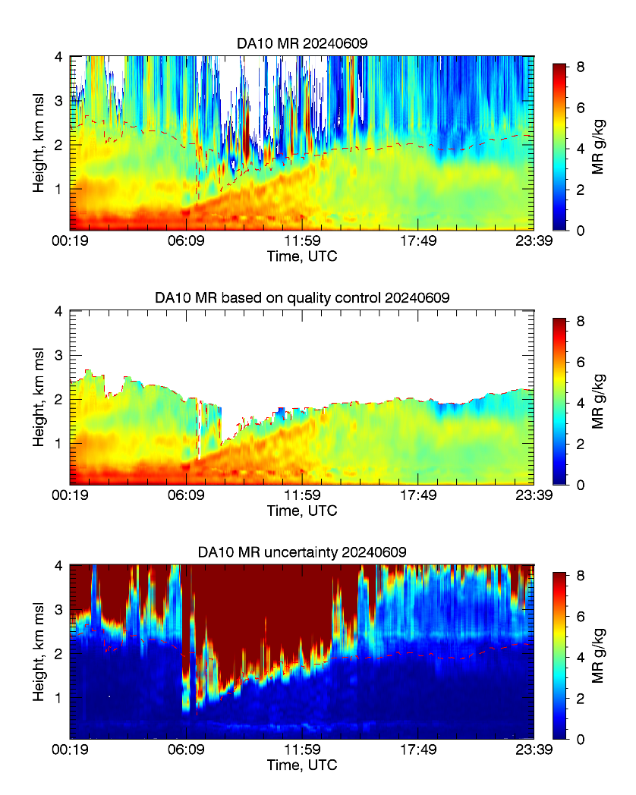 DA10 MR 20240609
4
3
2
1
Height, km msl
00:19 06:09 11:59 17:49 23:39
Time, UTC
8
6
4
2
0
MR g/kg
DA10 MR based on quality control 20240609
4
3
2
1
Height, km msl
00:19 06:09 11:59 17:49 23:39
Time, UTC
8
6
4
2
0
MR g/kg
DA10 MR uncertainty 20240609
4
3
2
1
Height, km msl
00:19 06:09 11:59 17:49 23:39
Time, UTC
8
6
4
2
0
MR g/kg